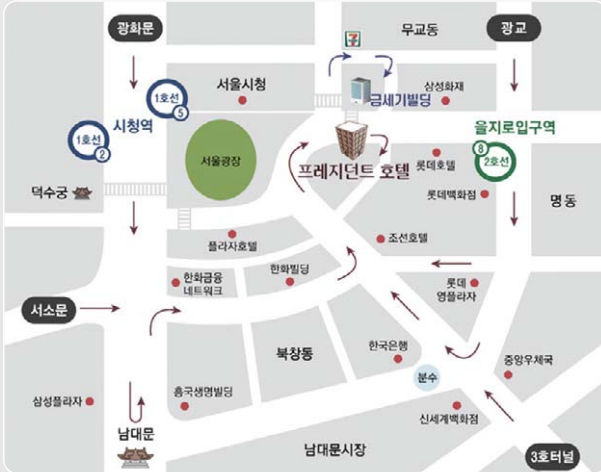 광화문
7
무교동
광교
1호선
5
서울시청
금세기빌딩
삼성화재
시청역
1호선
2
을지로입구역
8
2호선
서울광장
프레지던트 호텔
롯데호텔
덕수궁
롯데백화점
명동
플라자호텔
조선호텔
한화금융
네트워크
한화빌딩
롯데
영플라자
서소문
북창동
한국은행
중앙우체국
분수
삼성플라자
흥국생명빌딩
신세계백화점
남대문
남대문시장
3호터널